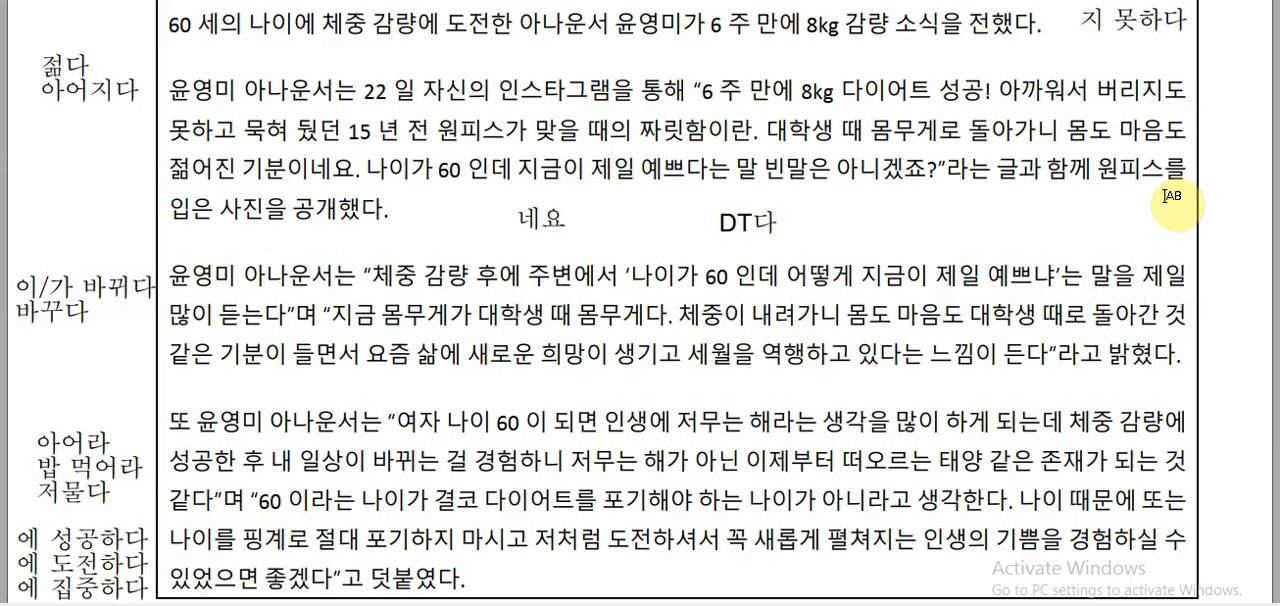 60 세의 나이에 체중 감량에 도전한 아나운서 윤영미가 6 주 만에 8kg 감량 소식을 전했다.
지 못하다
젊다
아어지다
윤영미 아나운서는 22 일 자신의 인스타그램을 통해 “6 주 만에 8kg 다이어트 성공! 아까워서 버리지도
못하고 묵혀 뒀던 15 년 전 원피스가 맞을 때의 짜릿함이란. 대학생 때 몸무게로 돌아가니 몸도 마음도
젊어진 기분이네요. 나이가 60 인데 지금이 제일 예쁘다는 말 빈말은 아니겠죠?”라는 글과 함께 원피스를
입은 사진을 공개했다.
네요
DT다
AB
이/가 바뀌다
바꾸다
윤영미 아나운서는 “체중 감량 후에 주변에서 ‘나이가 60 인데 어떻게 지금이 제일 예쁘냐’는 말을 제일
많이 듣는다”며 “지금 몸무게가 대학생 때 몸무게다. 체중이 내려가니 몸도 마음도 대학생 때로 돌아간 것
같은 기분이 들면서 요즘 삶에 새로운 희망이 생기고 세월을 역행하고 있다는 느낌이 든다”라고 밝혔다.
아어라
밥 먹어라
저물다
또 윤영미 아나운서는 “여자 나이 60 이 되면 인생에 저무는 해라는 생각을 많이 하게 되는데 체중 감량에
성공한 후 내 일상이 바뀌는 걸 경험하니 저무는 해가 아닌 이제부터 떠오르는 태양 같은 존재가 되는 것
같다”며 “60 이라는 나이가 결코 다이어트를 포기해야 하는 나이가 아니라고 생각한다. 나이 때문에 또는
나이를 핑계로 절대 포기하지 마시고 저처럼 도전하셔서 꼭 새롭게 펼쳐지는 인생의 기쁨을 경험하실 수
있었으면 좋겠다”고 덧붙였다.
에 성공하다
에 도전하다
에 집중하다
Activate Windows
Go to PC settings to activate Windows.